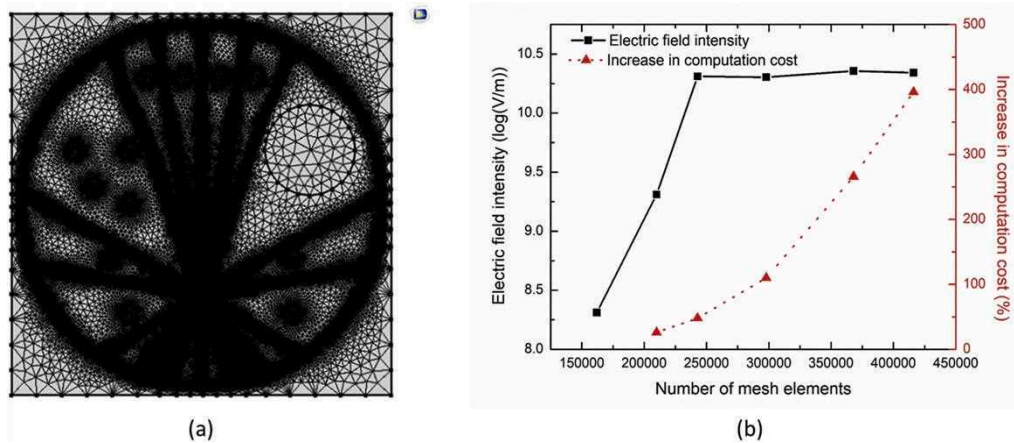 Electric field intensity
Increase in computation cost
Electric field intensity (log(V/m))
10.5
10.0
9.5
9.0
8.5
8.0
500
400
300
200
100
0
Increase in computation cost (%)
150000 200000 250000 300000 350000 400000 450000
Number of mesh elements
(a)
(b)